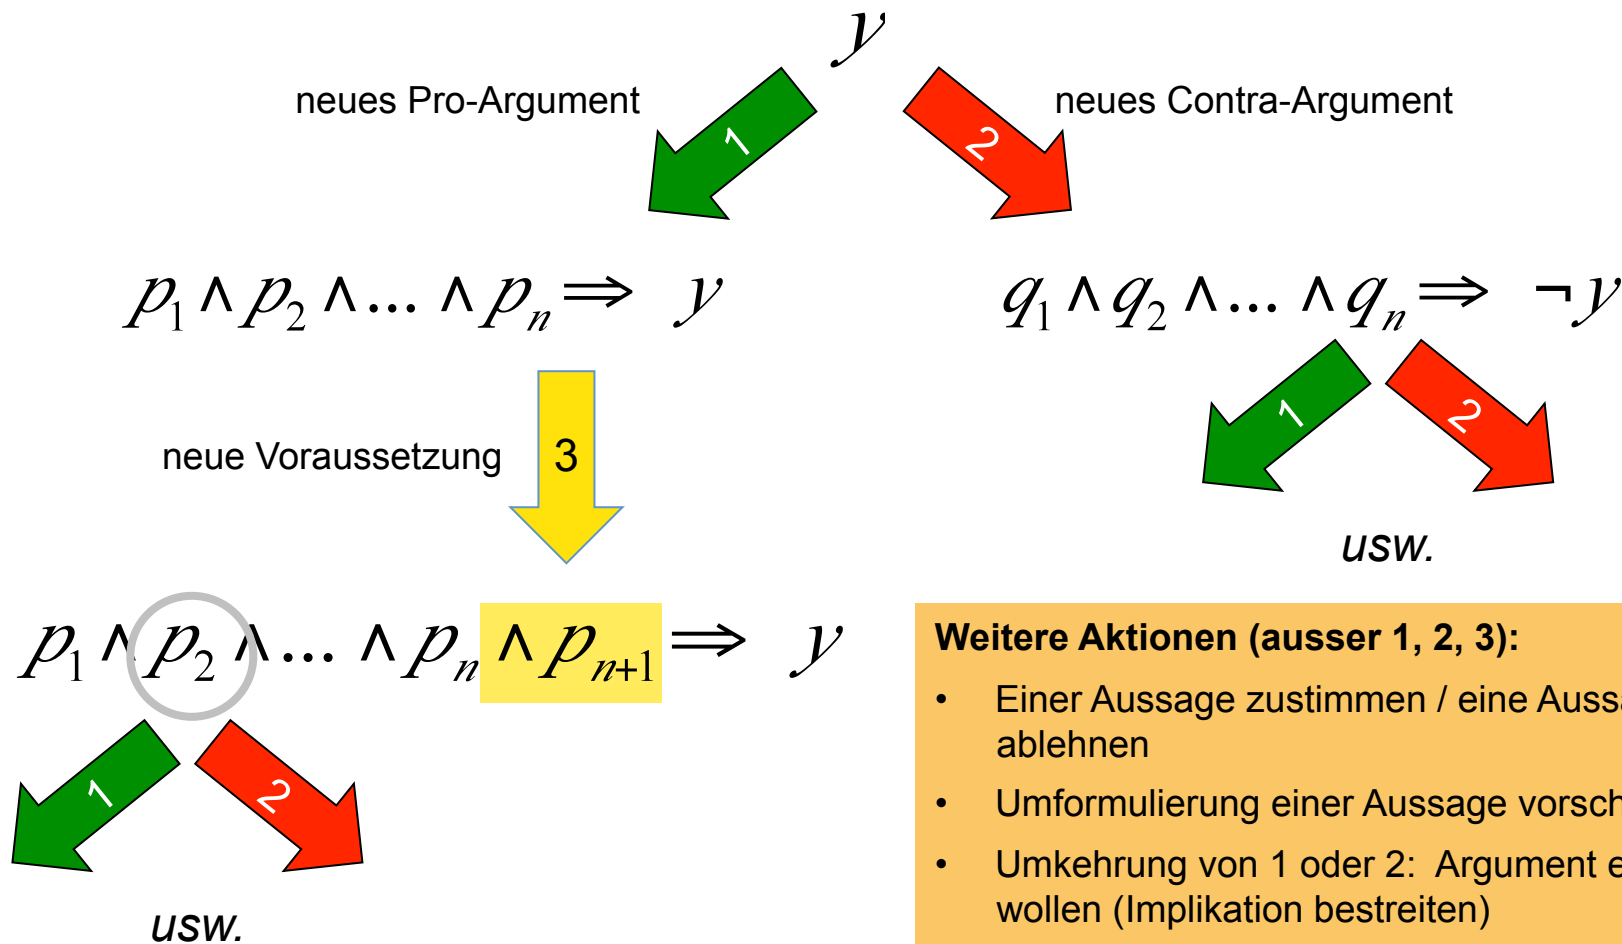 y
neues Pro-Argument
neues Contra-Argument
1
2
p₁ ∧ p₂ ∧ ... ∧ pₙ ⇒ y
q₁ ∧ q₂ ∧ ... ∧ qₙ ⇒ ¬ y
neue Voraussetzung
3
1
2
usw.
p₁ ∧ p₂ ∧ ... ∧ pₙ ∧ pₙ₊₁ ⇒ y
1
2
usw.
Weitere Aktionen (ausser 1, 2, 3):
• Einer Aussage zustimmen / eine
ablehnen
• Umformulierung einer Aussage
• Umkehrung von 1 oder 2: Argument
wollen (Implikation bestreiten)